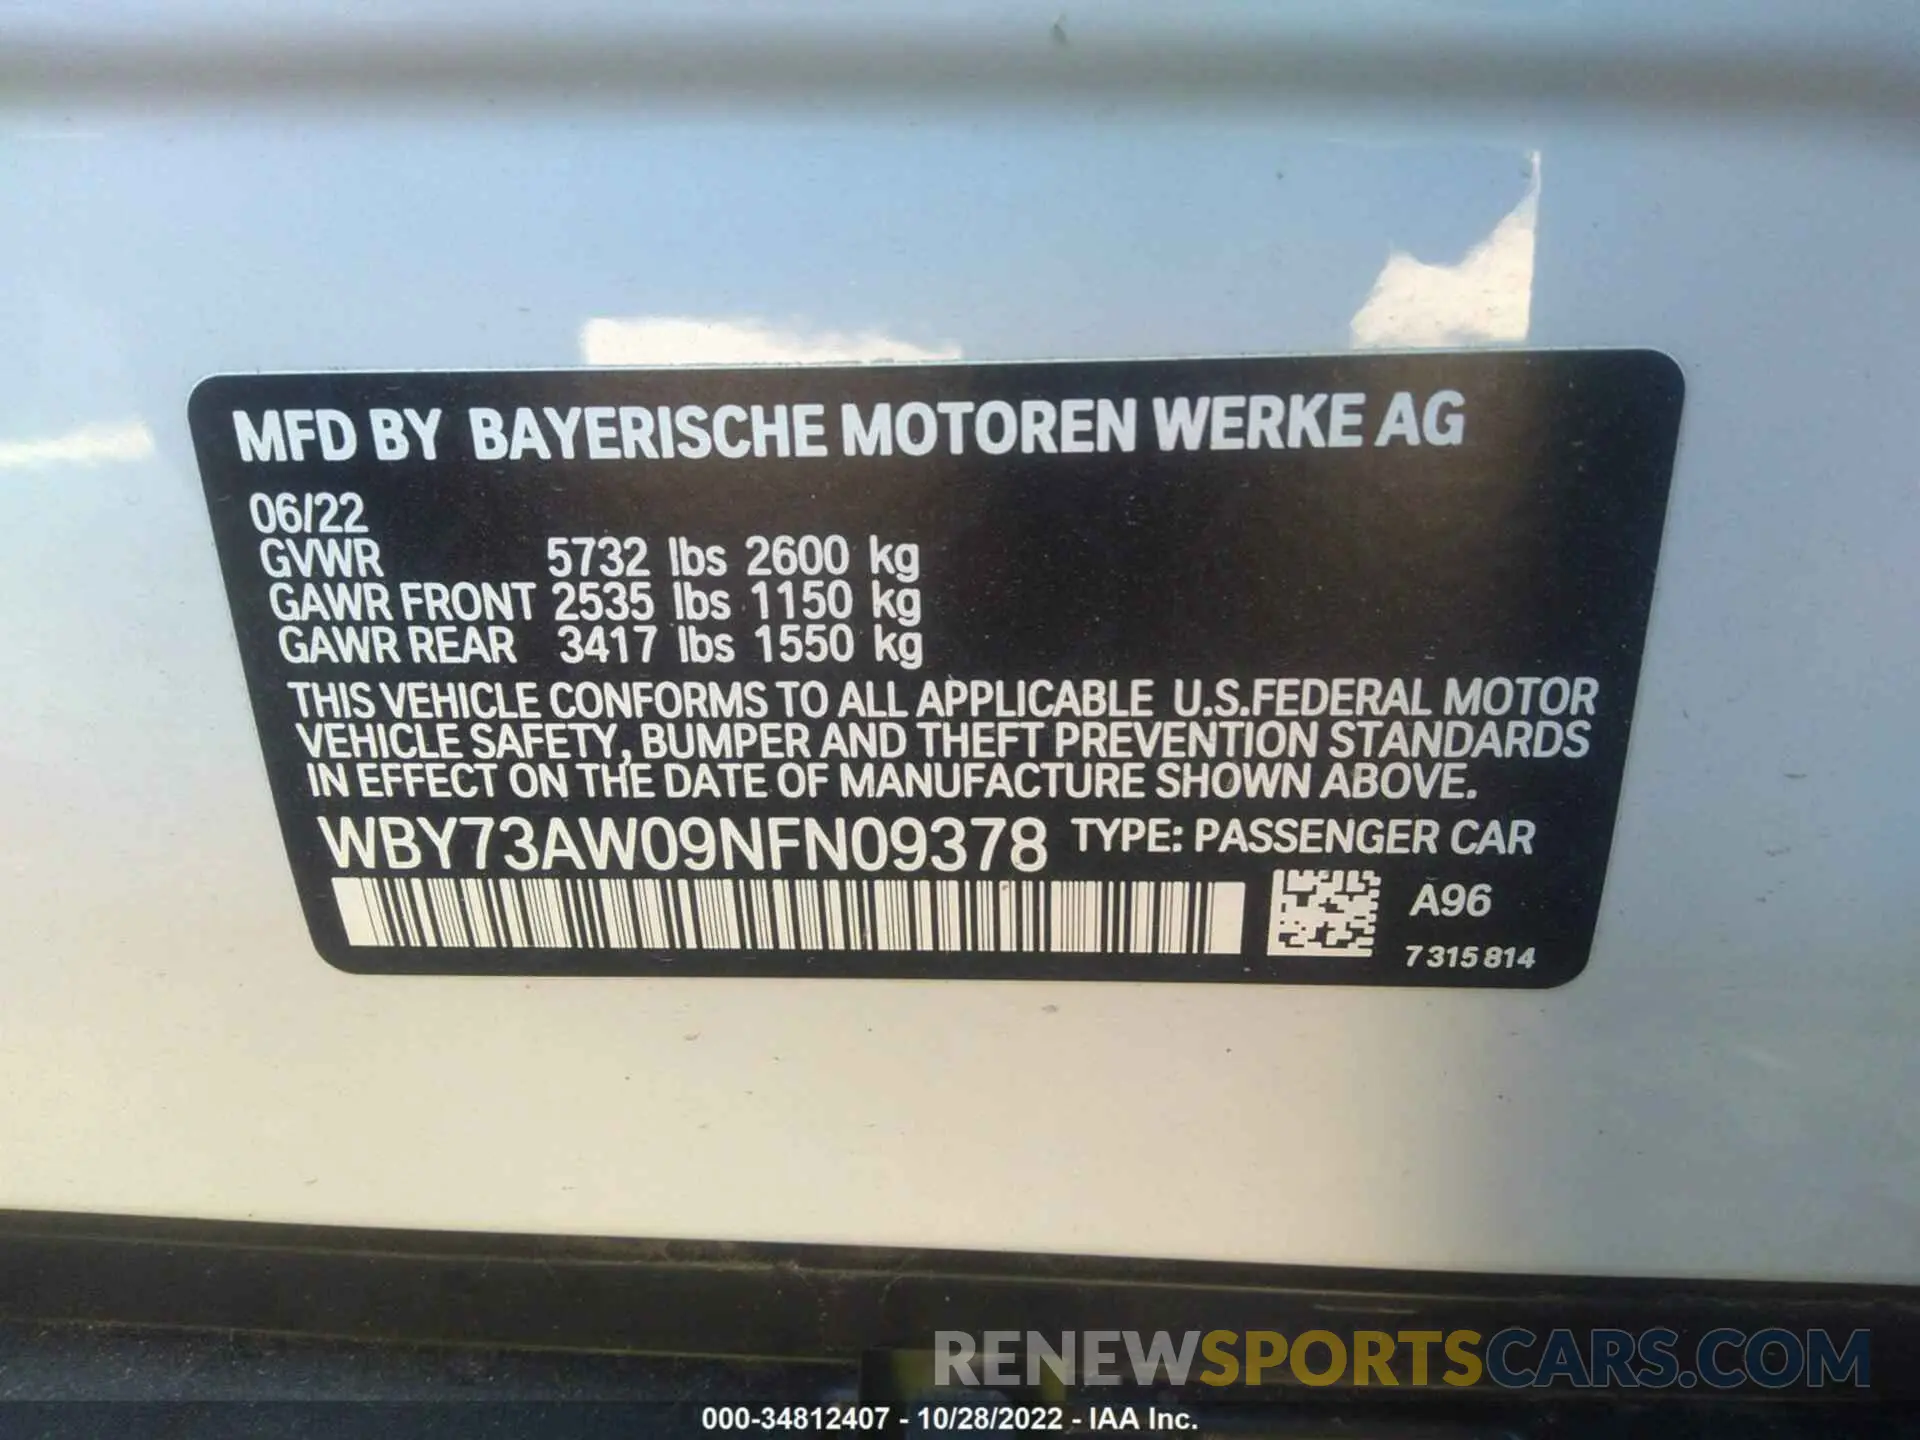 MFD BY BAYERISCHE MOTOREN WERKE AG
06/22
GVWR 5732 lbs 2600 kg
GAWR FRONT 2535 lbs 1150 kg
GAWR REAR 3417 lbs 1550 kg
THIS VEHICLE CONFORMS TO ALL APPLICABLE U.S.FEDERAL MOTOR
VEHICLE SAFETY, BUMPER AND THEFT PREVENTION STANDARDS
IN EFFECT ON THE DATE OF MANUFACTURE SHOWN ABOVE.
WBY73AW09NFN09378 TYPE: PASSENGER CAR
A96
7 315 814
RENEWSPORTSCARS.COM
000-34812407 - 10/28/2022 - IAA Inc.